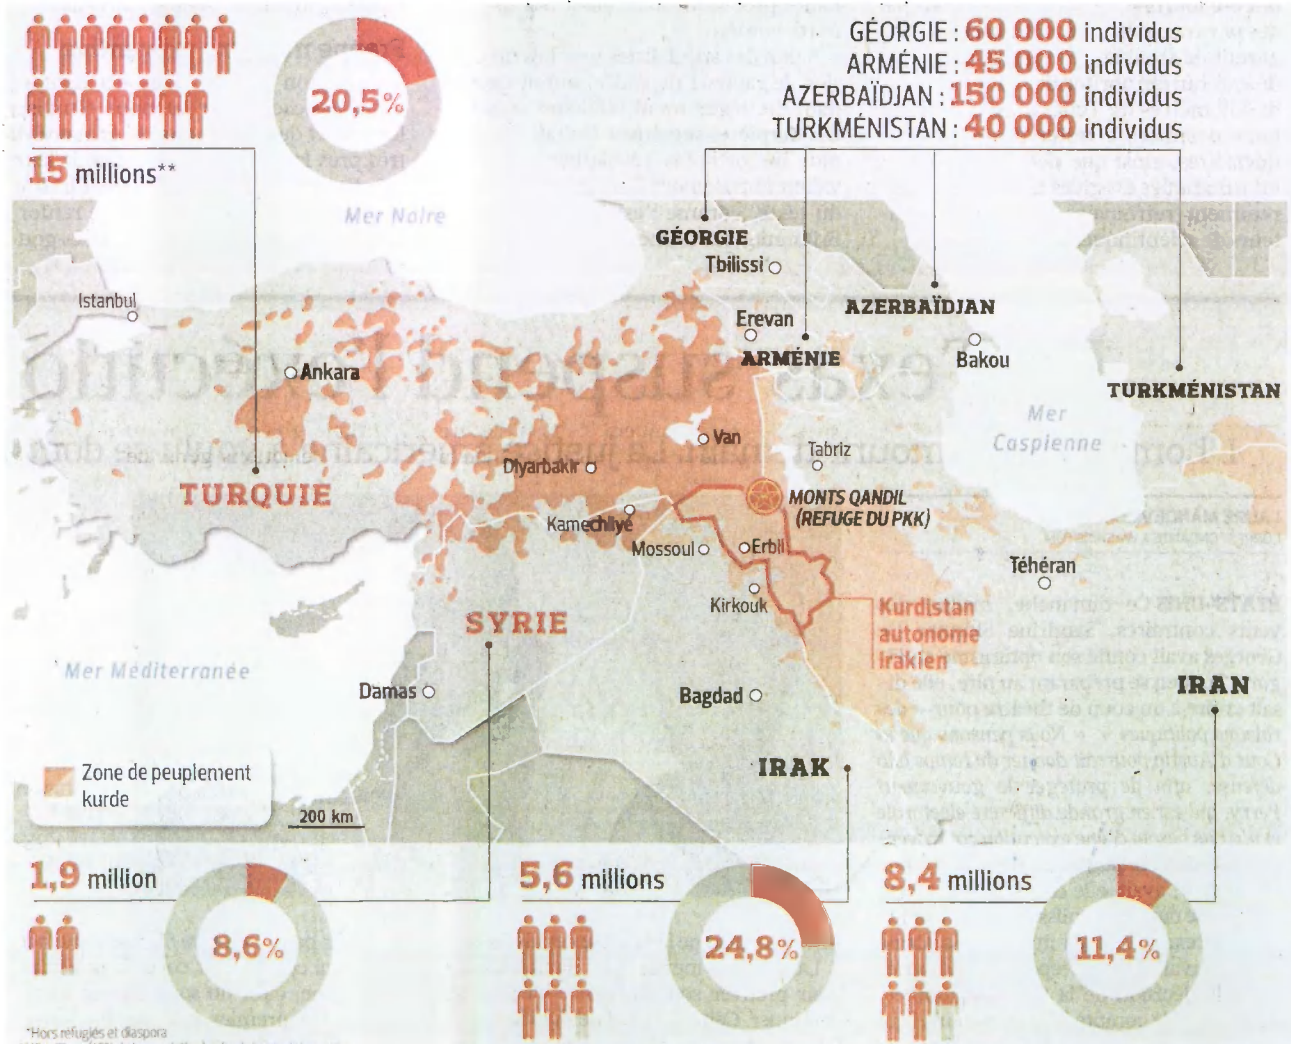 15 millions**
20,5%
GÉORGIE : 60 000 individus
ARMÉNIE : 45 000 individus
AZERBAÏDJAN : 150 000 individus
TURKMÉNISTAN : 40 000 individus
Mer Noire
GÉORGIE
Tbilissi
Istanbul
AZERBAÏDJAN
Erevan
ARMÉNIE
Bakou
Ankara
TURKMÉNISTAN
Mer
Caspienne
Van
Tabriz
Diyarbakir
TURQUIE
MONTS QANDIL
(REFUGE DU PKK)
Kamechliyé
Mossoul
Erbil
Téhéran
Kirkouk
Kurdistan
autonome
irakien
SYRIE
Mer Méditerranée
Damas
Bagdad
IRAN
IRAK
Zone de peuplement
kurde
200 km
1,9 million
8,6%
5,6 millions
24,8%
8,4 millions
11,4%
*Hors réfugiés et diaspora